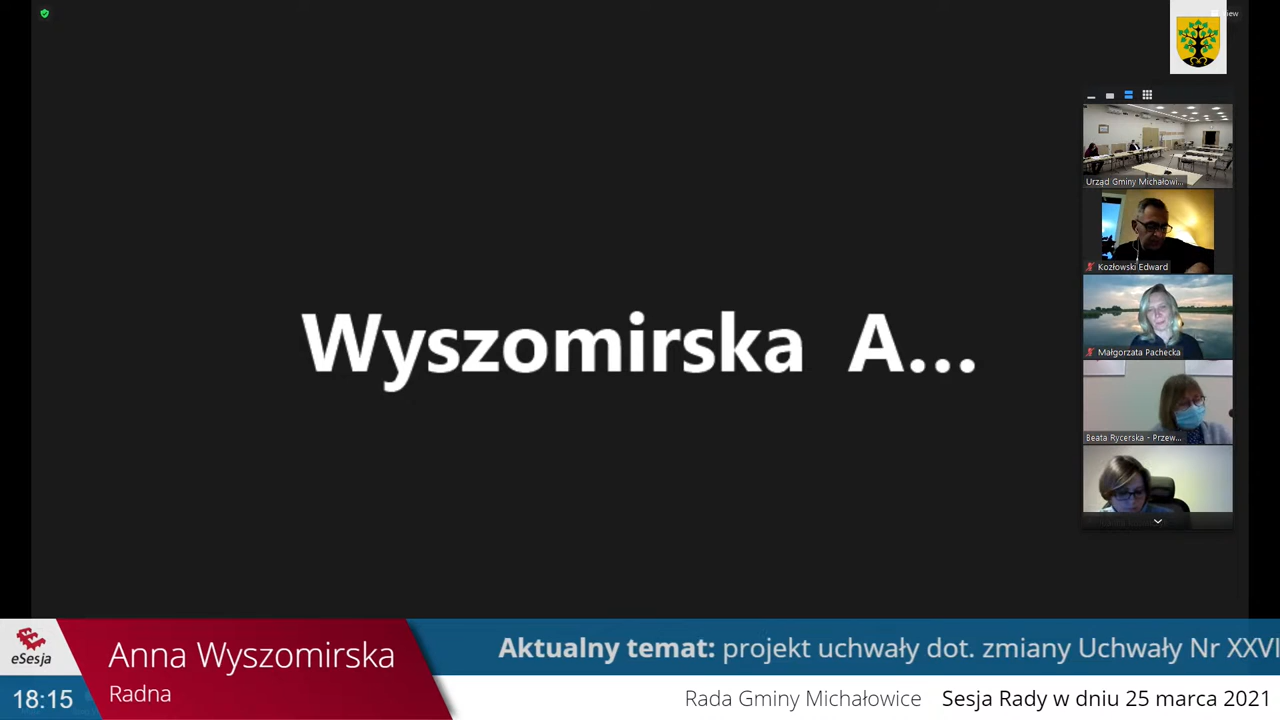 View
Urząd Gminy Michałowi...
Kozłowski Edward
Małgorzata Pachecka
Beata Rycerska - Przew...
Wyszomirska A...
eSesja
Anna Wyszomirska
Radna
Aktualny temat: projekt uchwały dot. zmiany Uchwały Nr XXVI
18:15
Rada Gminy Michałowice Sesja Rady w dniu 25 marca 2021